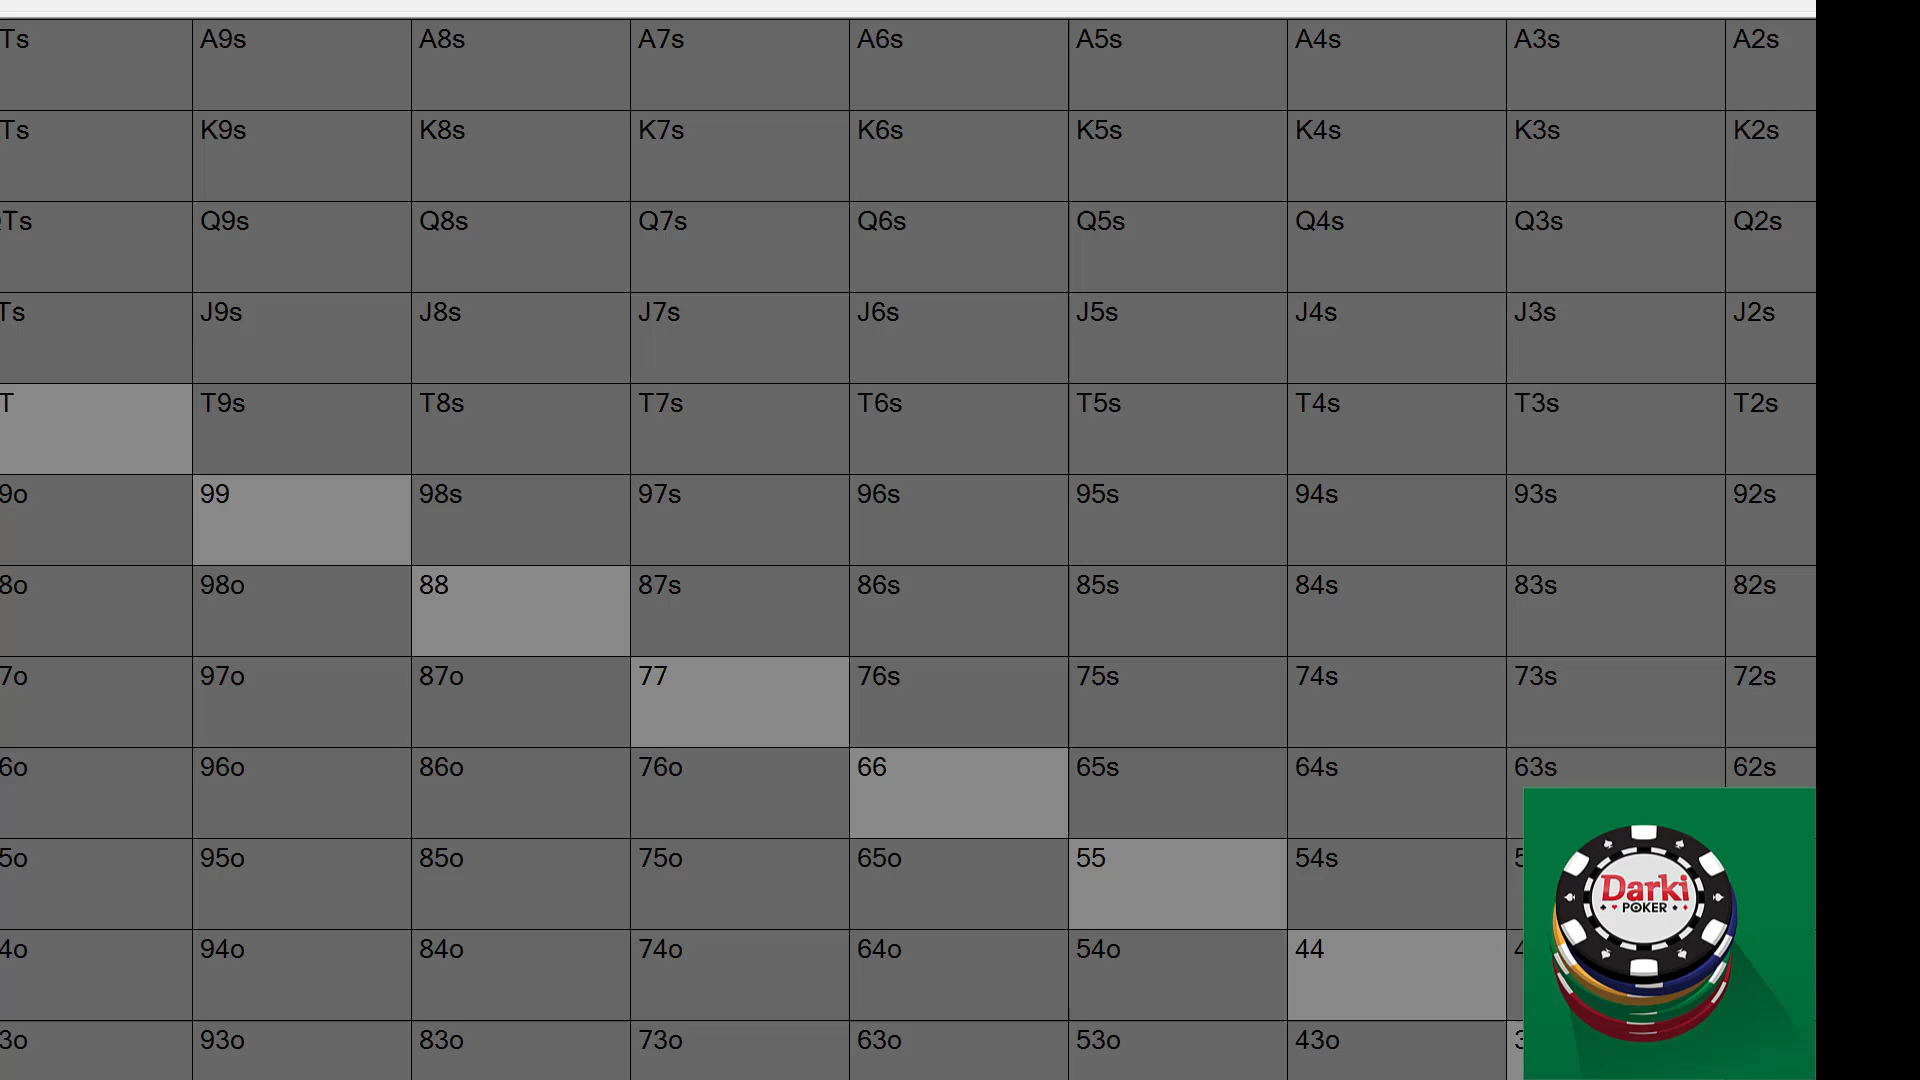 Ts A9s A8s A7s A6s A5s A4s A3s A2s
Ts K9s K8s K7s K6s K5s K4s K3s K2s
Ts Q9s Q8s Q7s Q6s Q5s Q4s Q3s Q2s
Ts J9s J8s J7s J6s J5s J4s J3s J2s
T T9s T8s T7s T6s T5s T4s T3s T2s
9o 99 98s 97s 96s 95s 94s 93s 92s
8o 98o 88 87s 86s 85s 84s 83s 82s
7o 97o 87o 77 76s 75s 74s 73s 72s
6o 96o 86o 76o 66 65s 64s 63s 62s
5o 95o 85o 75o 65o 55 54s
4o 94o 84o 74o 64o 54o 44
3o 93o 83o 73o 63o 53o 43o
Darki
POKER